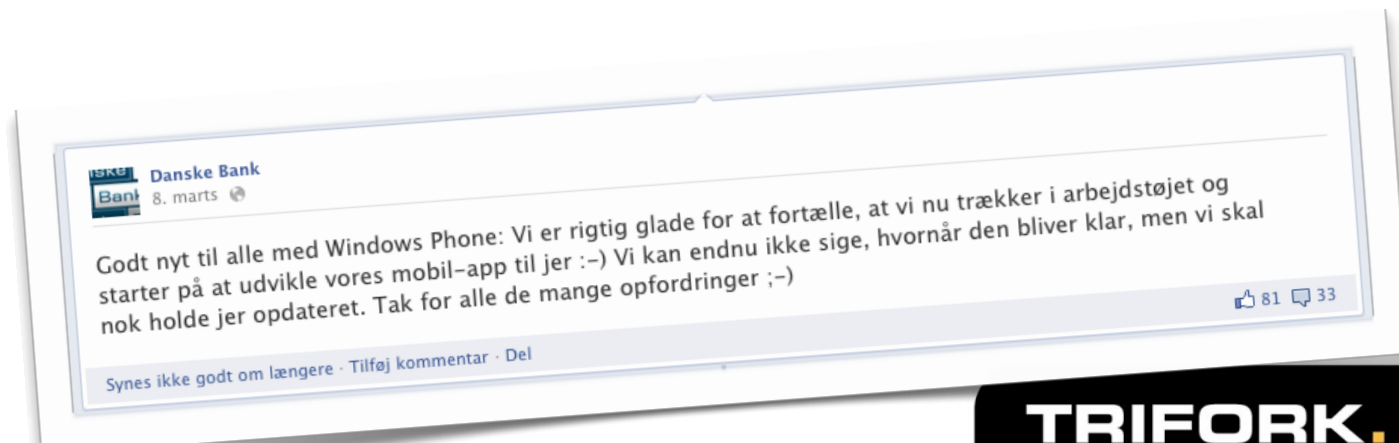 Danske Bank
8. marts
Godt nyt til alle med Windows Phone: Vi er rigtig glade for at fortælle, at vi nu trækker i arbejdstøjet og
starter på at udvikle vores mobil-app til jer :-) Vi kan endnu ikke sige, hvornår den bliver klar, men vi skal
nok holde jer opdateret. Tak for alle de mange opfordringer ;-)
81 33
Synes ikke godt om længere · Tilføj kommentar · Del
TRIFORK.